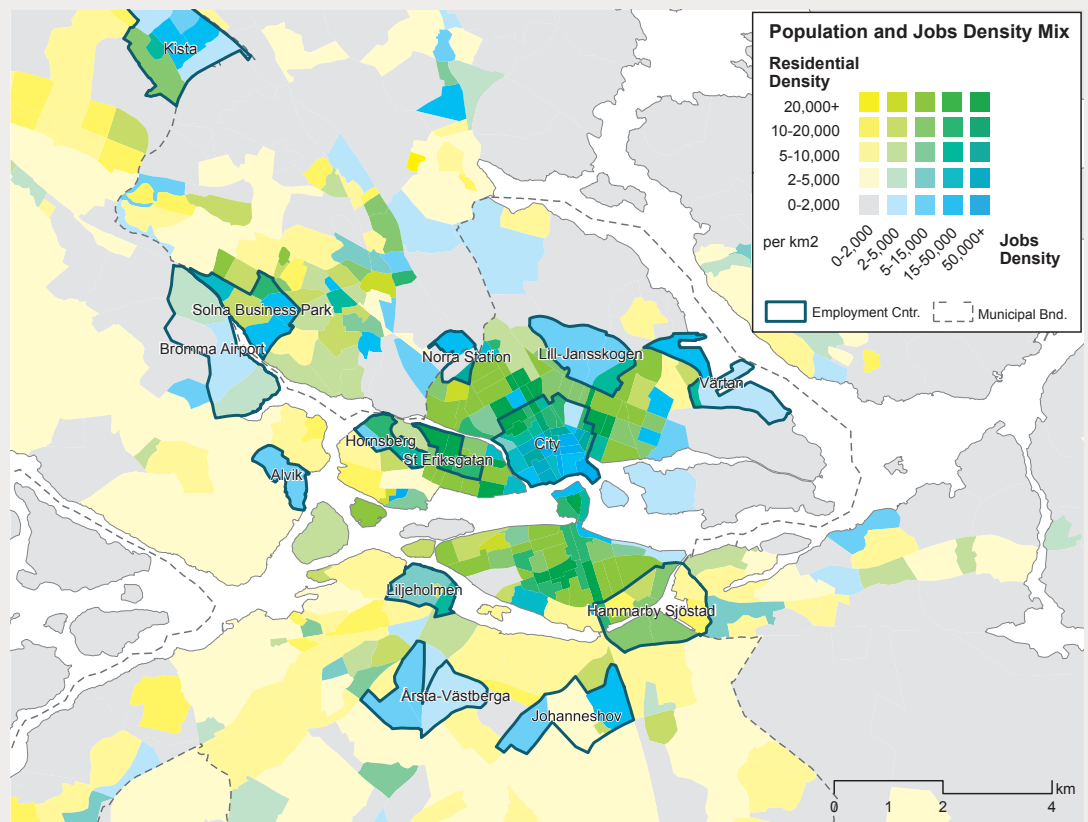 Population and Jobs Density Mix
Residential
Density
20,000+
10-20,000
5-10,000
2-5,000
0-2,000
per km2
0-2,000
2-5,000
5-15,000
15-50,000
50,000+
Jobs
Density
Employment Cntr.
Municipal Bnd.
Kista
Solna Business Park
Bromma Airport
Norra Station
Lill-Jansskogen
Värtan
Hornsberg
St Eriksgatan
City
Alvik
Liljeholmen
Hammarby Sjöstad
Årsta-Västberga
Johanneshov
km
0 1 2 4